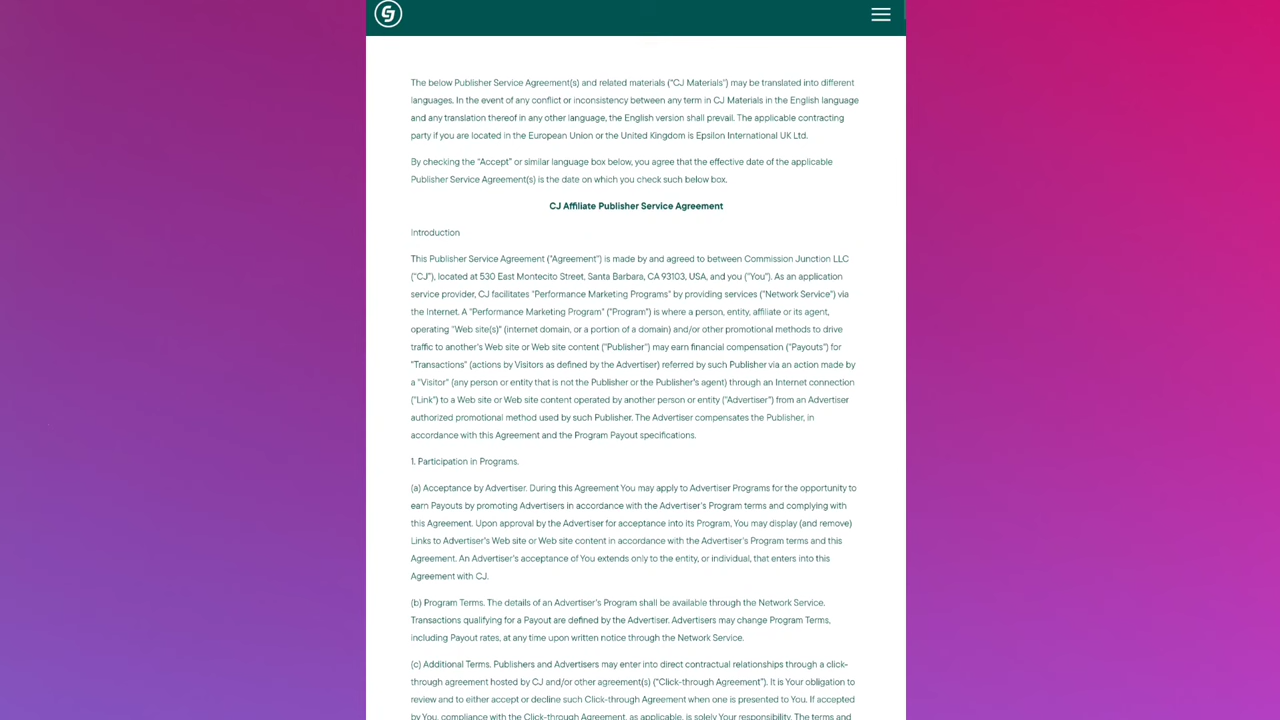 The below Publisher Service Agreement(s) and related materials ("CJ Materials") may be translated into different
languages. In the event of any conflict or inconsistency between any term in CJ Materials in the English language
and any translation thereof in any other language, the English version shall prevail. The applicable contracting
party if you are located in the European Union or the United Kingdom is Epsilon International UK Ltd.
By checking the "Accept" or similar language box below, you agree that the effective date of the applicable
Publisher Service Agreement(s) is the date on which you check such below box.
CJ Affiliate Publisher Service Agreement
Introduction
This Publisher Service Agreement ("Agreement") is made by and agreed to between Commission Junction LLC
("CJ"), located at 530 East Montecito Street, Santa Barbara, CA 93103, USA, and you ("You"). As an application
service provider, CJ facilitates "Performance Marketing Programs" by providing services ("Network Service") via
the Internet. A "Performance Marketing Program" ("Program") is where a person, entity, affiliate or its agent,
operating "Web site(s)" (internet domain, or a portion of a domain) and/or other promotional methods to drive
traffic to another's Web site or Web site content ("Publisher") may earn financial compensation ("Payouts") for
"Transactions" (actions by Visitors as defined by the Advertiser) referred by such Publisher via an action made by
a "Visitor" (any person or entity that is not the Publisher or the Publisher's agent) through an Internet connection
("Link") to a Web site or Web site content operated by another person or entity ("Advertiser") from an Advertiser
authorized promotional method used by such Publisher. The Advertiser compensates the Publisher, in
accordance with this Agreement and the Program Payout specifications.
1. Participation in Programs.
(a) Acceptance by Advertiser. During this Agreement You may apply to Advertiser Programs for the opportunity to
earn Payouts by promoting Advertisers in accordance with the Advertiser's Program terms and complying with
this Agreement. Upon approval by the Advertiser for acceptance into its Program, You may display (and remove)
Links to Advertiser's Web site or Web site content in accordance with the Advertiser's Program terms and this
Agreement. An Advertiser's acceptance of You extends only to the entity, or individual, that enters into this
Agreement with CJ.
(b) Program Terms. The details of an Advertiser's Program shall be available through the Network Service.
Transactions qualifying for a Payout are defined by the Advertiser. Advertisers may change Program Terms,
including Payout rates, at any time upon written notice through the Network Service.
(c) Additional Terms. Publishers and Advertisers may enter into direct contractual relationships through a click-
through agreement hosted by CJ and/or other agreement(s) ("Click-through Agreement"). It is Your obligation to
review and to either accept or decline such Click-through Agreement when one is presented to You. If accepted
by You, compliance with the Click-through Agreement, as applicable, is solely Your responsibility. The terms and